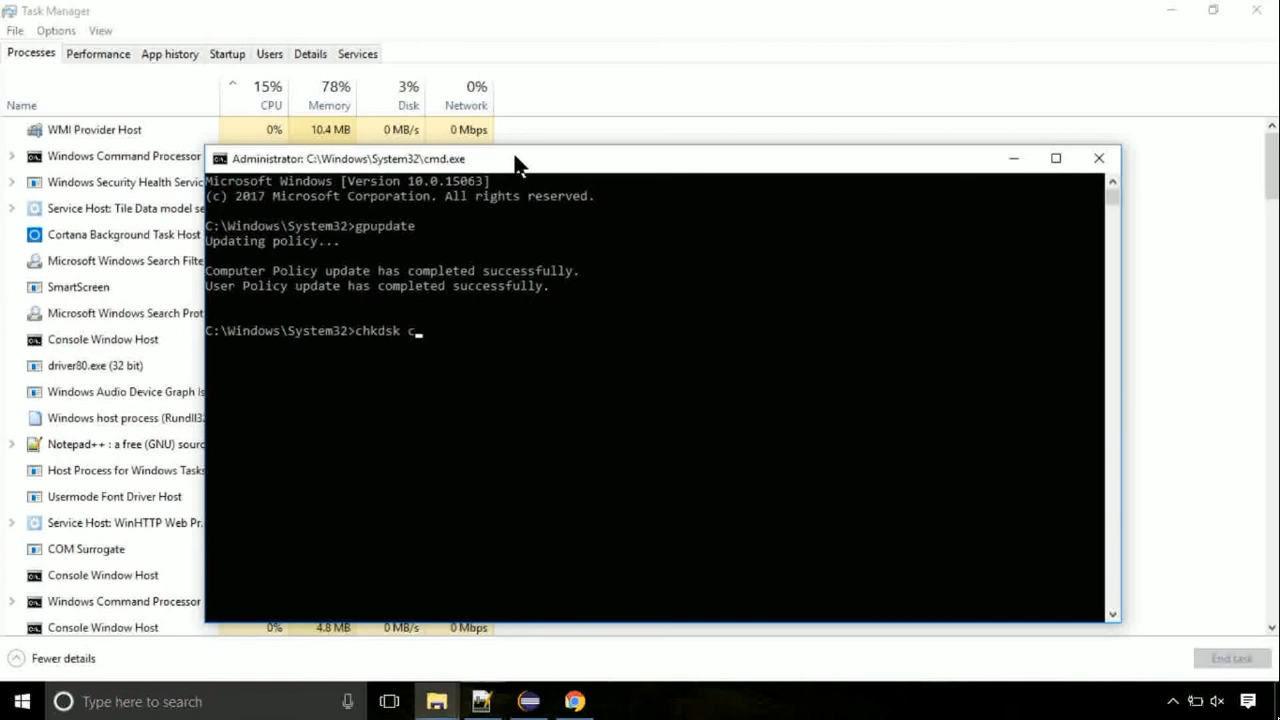 Task Manager
File Options View
Processes Performance App history Startup Users Details Services
15% 78% 3% 0%
Name CPU Memory Disk Network
WMI Provider Host 0% 10.4 MB 0 MB/s 0 Mbps
Windows Command Processor
Windows Security Health Servic
Service Host: Tile Data model se
Cortana Background Task Host
Microsoft Windows Search Filte
SmartScreen
Microsoft Windows Search Prot
Console Window Host
driver80.exe (32 bit)
Windows Audio Device Graph Is
Windows host process (Rundll32
Notepad++ : a free (GNU) sourc
Host Process for Windows Tasks
Usermode Font Driver Host
Service Host: WinHTTP Web Pr.
COM Surrogate
Console Window Host
Windows Command Processor
Console Window Host 0% 4.8 MB 0 MB/s 0 Mbps
Administrator: C:\Windows\System32\cmd.exe
Microsoft Windows [Version 10.0.15063]
(c) 2017 Microsoft Corporation. All rights reserved.
C:\Windows\System32>gpupdate
Updating policy...
Computer Policy update has completed successfully.
User Policy update has completed successfully.
C:\Windows\System32>chkdsk c
Fewer details
End task
Type here to search